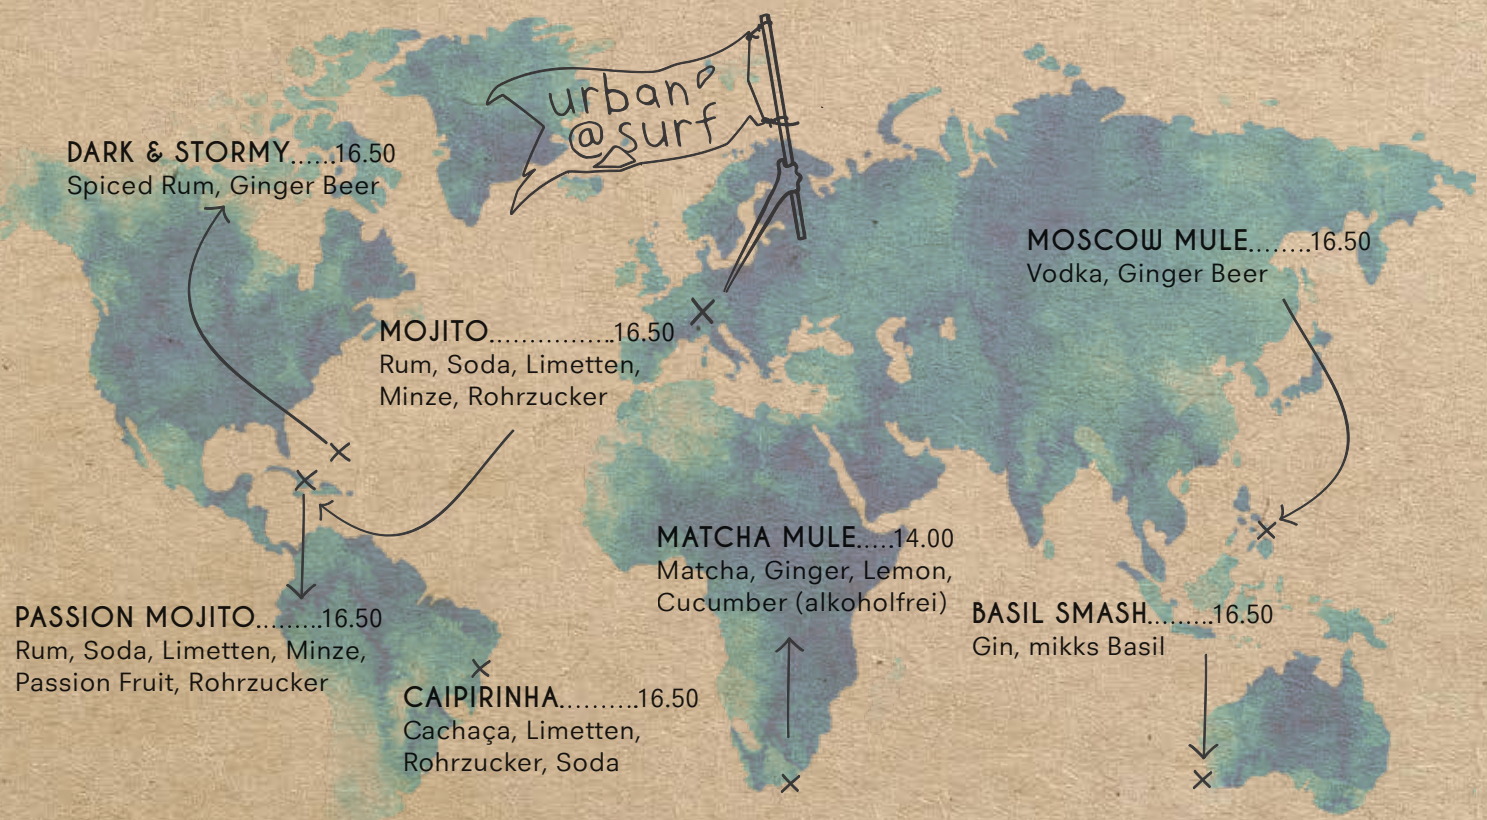 urban
@surf
DARK & STORMY......16.50
Spiced Rum, Ginger Beer
MOSCOW MULE........16.50
Vodka, Ginger Beer
MOJITO................16.50
Rum, Soda, Limetten,
Minze, Rohrzucker
MATCHA MULE.....14.00
Matcha, Ginger, Lemon,
Cucumber (alkoholfrei)
PASSION MOJITO.........16.50
Rum, Soda, Limetten, Minze,
Passion Fruit, Rohrzucker
BASIL SMASH.........16.50
Gin, mikks Basil
CAIPIRINHA..........16.50
Cachaça, Limetten,
Rohrzucker, Soda